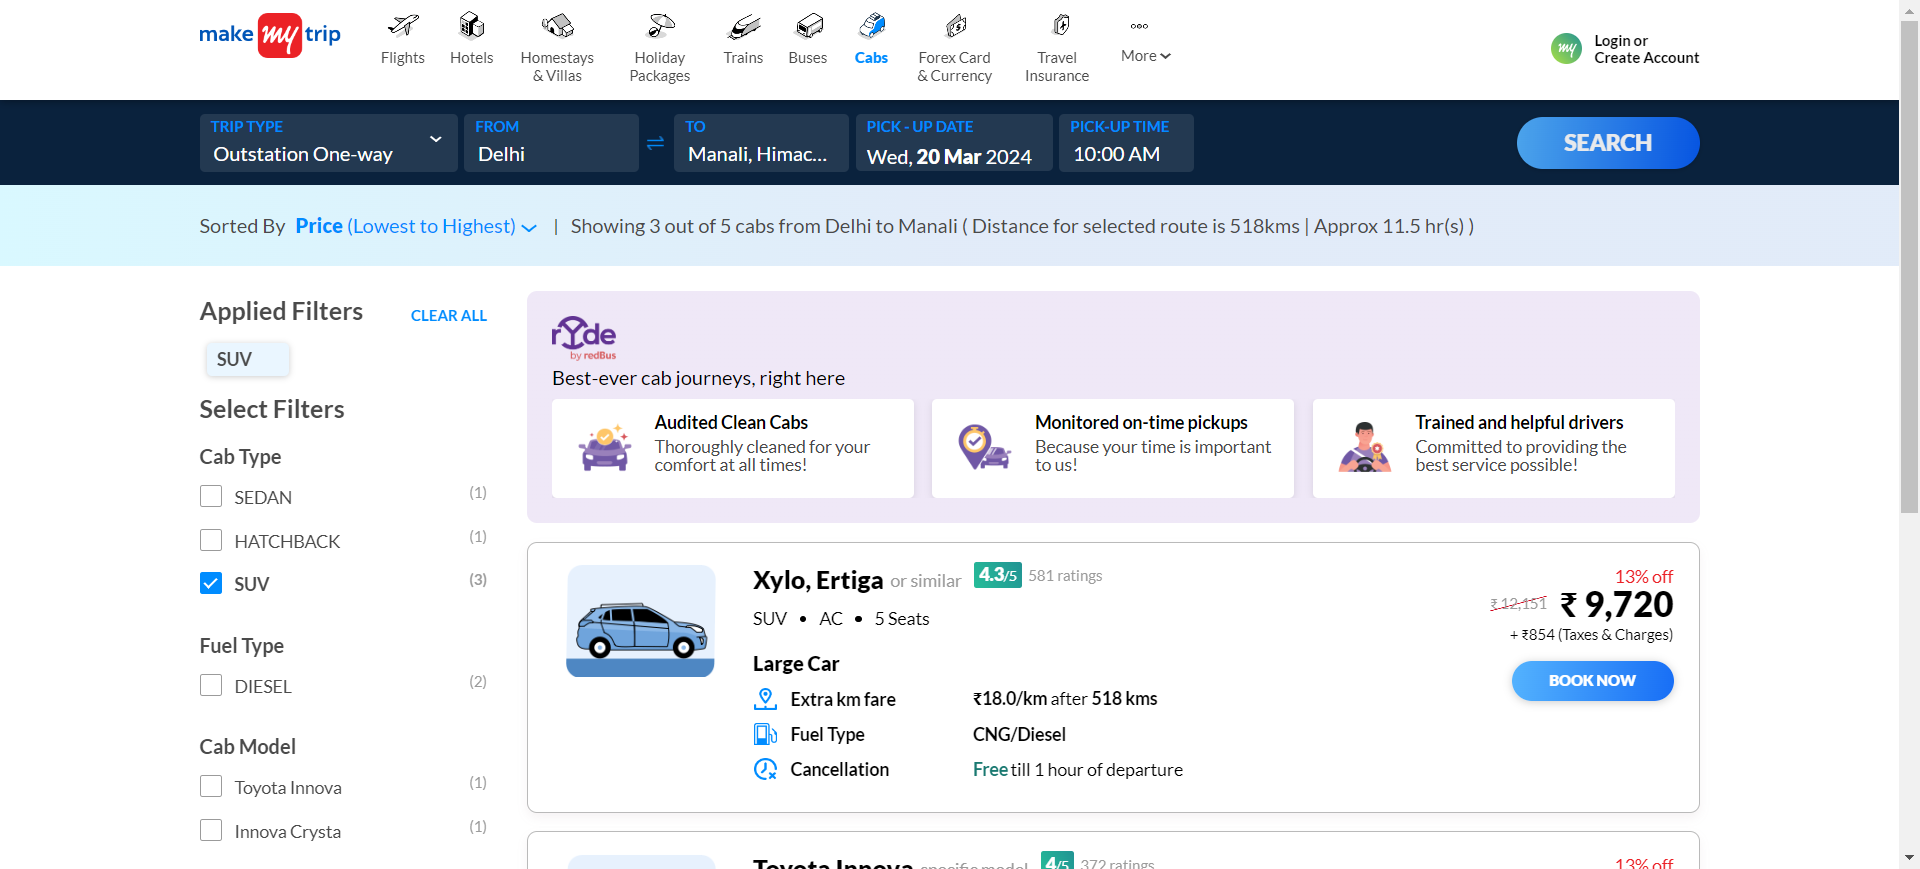 make my trip
Flights
Hotels
Homestays
& Villas
Holiday
Packages
Trains
Buses
Cabs
Forex Card
& Currency
Travel
Insurance
More
my
Login or
Create Account
TRIP TYPE
Outstation One-way
FROM
Delhi
TO
Manali, Himac...
PICK - UP DATE
Wed, 20 Mar 2024
PICK-UP TIME
10:00 AM
SEARCH
Sorted By Price (Lowest to Highest) | Showing 3 out of 5 cabs from Delhi to Manali ( Distance for selected route is 518kms | Approx 11.5 hr(s) )
Applied Filters
CLEAR ALL
SUV
Select Filters
Cab Type
SEDAN (1)
HATCHBACK (1)
SUV (3)
Fuel Type
DIESEL (2)
Cab Model
Toyota Innova (1)
Innova Crysta (1)
ryde
by redBus
Best-ever cab journeys, right here
Audited Clean Cabs
Thoroughly cleaned for your
comfort at all times!
Monitored on-time pickups
Because your time is important
to us!
Trained and helpful drivers
Committed to providing the
best service possible!
Xylo, Ertiga or similar 4.3/5 581 ratings
SUV • AC • 5 Seats
Large Car
Extra km fare ₹18.0/km after 518 kms
Fuel Type CNG/Diesel
Cancellation Free till 1 hour of departure
13% off
₹ 12,151 ₹ 9,720
+ ₹854 (Taxes & Charges)
BOOK NOW
Toyota Innova specific model 4/5 372 ratings
13% off